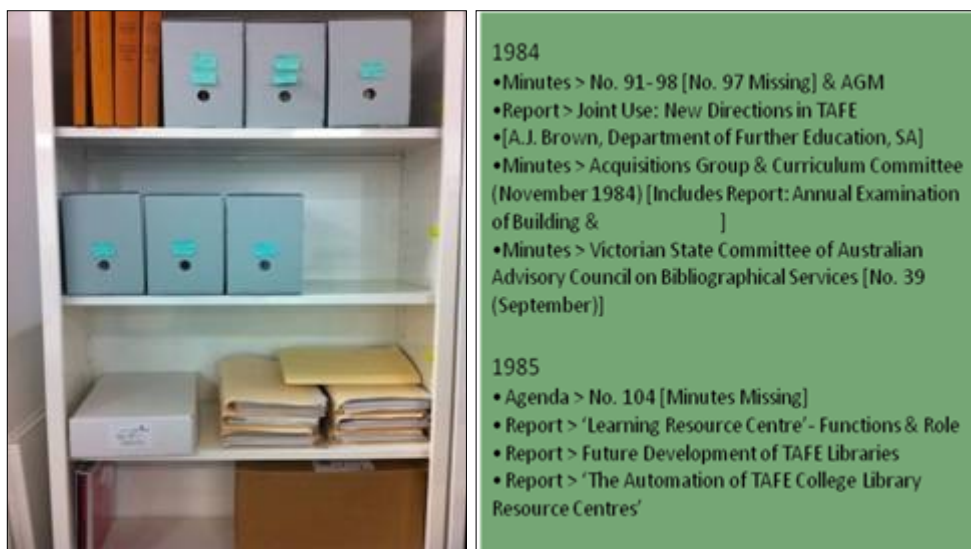 1984
•Minutes > No. 91-98 [No. 97 Missing] & AGM
•Report > Joint Use: New Directions in TAFE
•[A.J. Brown, Department of Further Education, SA]
•Minutes > Acquisitions Group & Curriculum Committee
(November 1984) [Includes Report: Annual Examination
of Building & ]
•Minutes > Victorian State Committee of Australian
Advisory Council on Bibliographical Services [No. 39
(September)]
1985
• Agenda > No. 104 [Minutes Missing]
• Report > ‘Learning Resource Centre’- Functions & Role
• Report > Future Development of TAFE Libraries
• Report > ‘The Automation of TAFE College Library
Resource Centres’